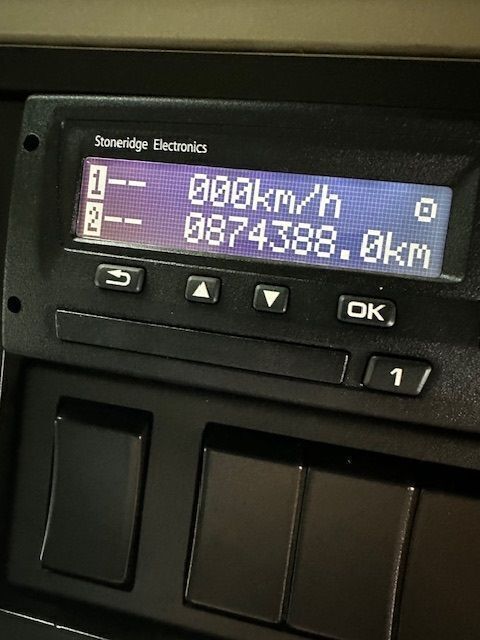 Stoneridge Electronics
1-- 000km/h o
2-- 0874388.0km
OK
1